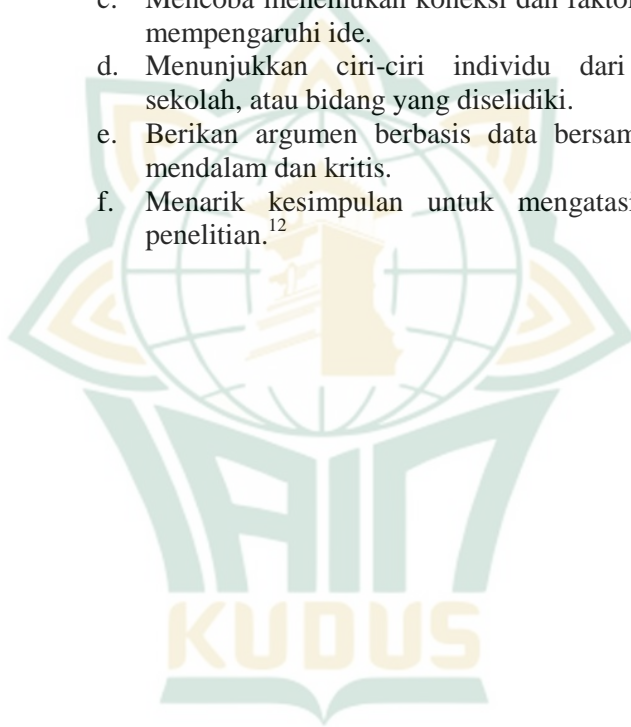 c. Mencoba menemukan koneksi dan faktor
mempengaruhi ide.
d. Menunjukkan ciri-ciri individu dari
sekolah, atau bidang yang diselidiki.
e. Berikan argumen berbasis data
mendalam dan kritis.
f. Menarik kesimpulan untuk mengatasi
penelitian.12
IAIN
KUDUS